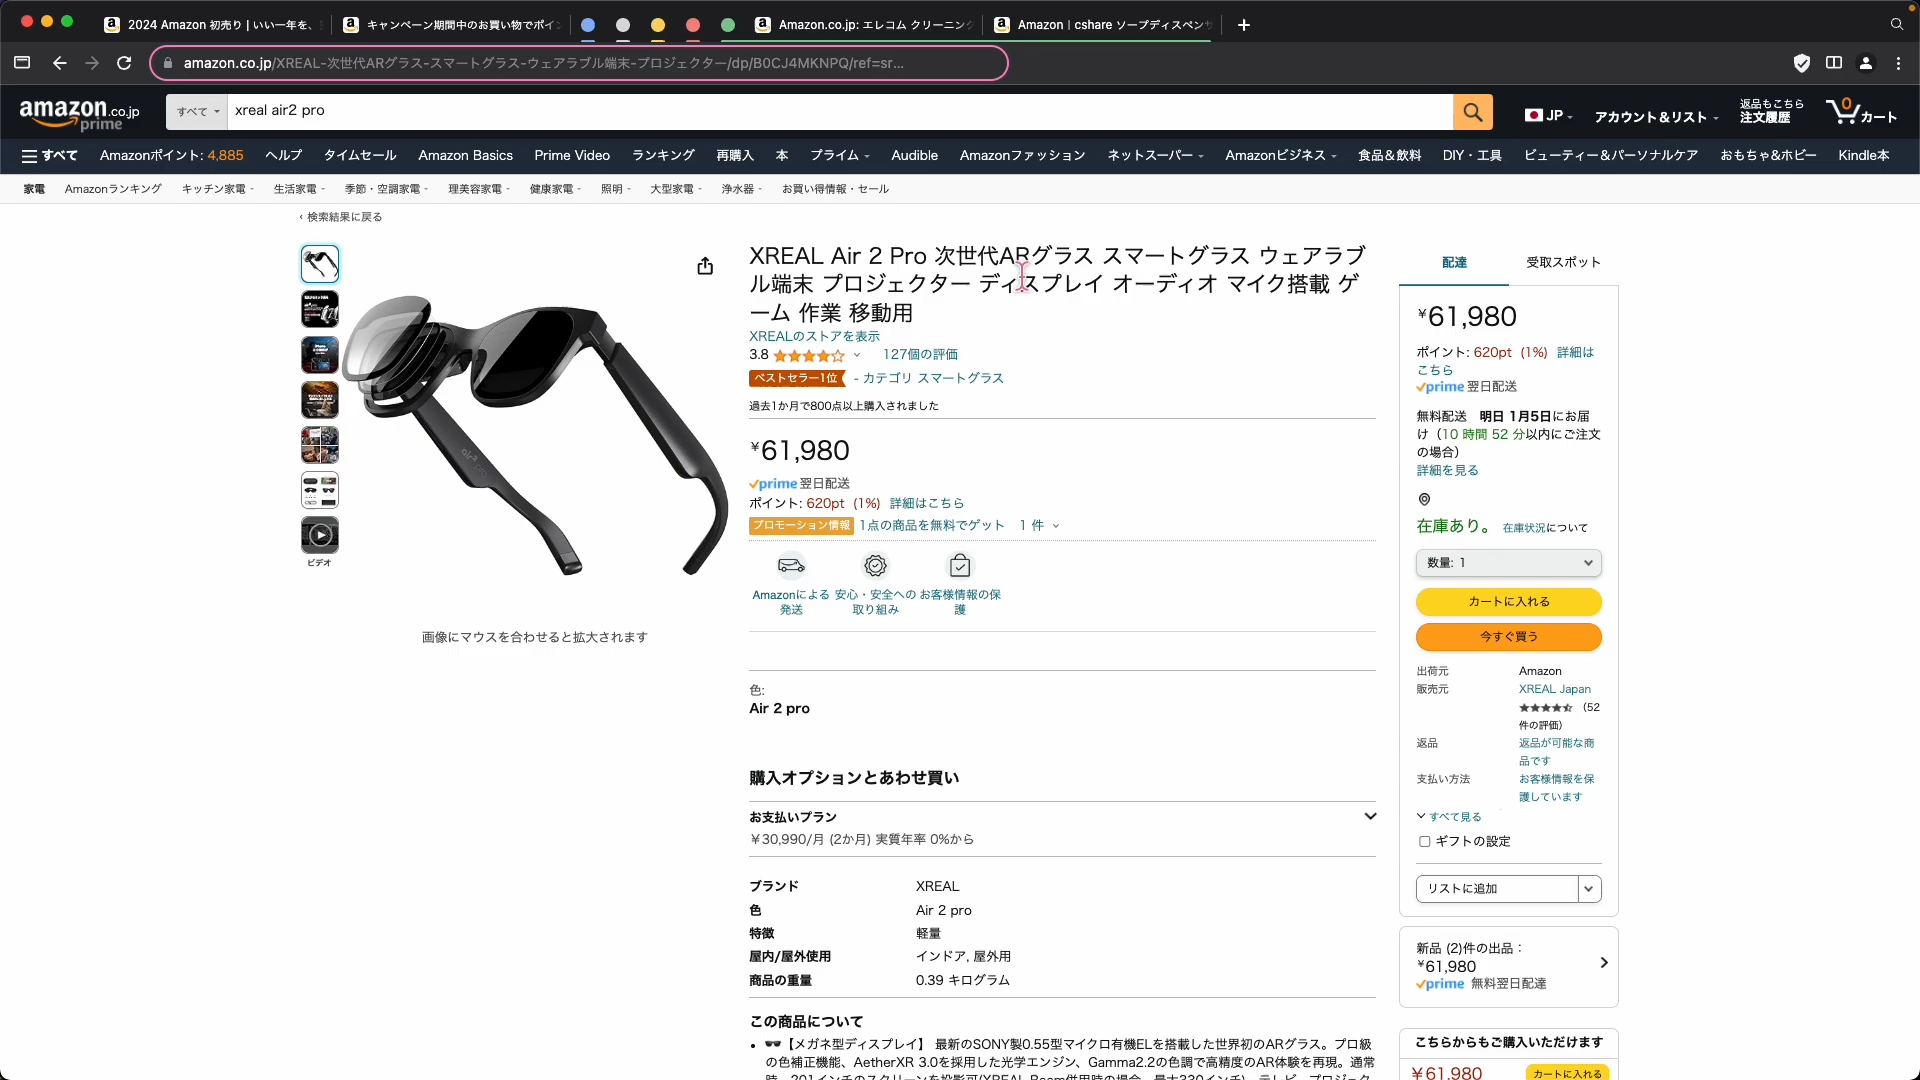 2024 Amazon 初売り | いい一年を、
キャンペーン期間中のお買い物でポイン
Amazon.co.jp: エレコム クリーニング
Amazon | cshare ソープディスペンサ
amazon.co.jp/XREAL-次世代ARグラス-スマートグラス-ウェアラブル端末-プロジェクター/dp/B0CJ4MKNPQ/ref=sr...
amazon.co.jp
prime
すべて
xreal air2 pro
JP
アカウント＆リスト
返品もこちら
注文履歴
0
カート
すべて Amazonポイント: 4,885 ヘルプ タイムセール Amazon Basics Prime Video ランキング 再購入 本 プライム Audible Amazonファッション ネットスーパー Amazonビジネス 食品＆飲料 DIY・工具 ビューティー＆パーソナルケア おもちゃ&ホビー Kindle本
家電 Amazonランキング キッチン家電 生活家電 季節・空調家電 理美容家電 健康家電 照明 大型家電 浄水器 お買い得情報・セール
‹ 検索結果に戻る
ビデオ
air2 pro
画像にマウスを合わせると拡大されます
XREAL Air 2 Pro 次世代ARグラス スマートグラス ウェアラブ
ル端末 プロジェクター ディスプレイ オーディオ マイク搭載 ゲ
ーム 作業 移動用
XREALのストアを表示
3.8 127個の評価
ベストセラー1位 - カテゴリ スマートグラス
過去1か月で800点以上購入されました
¥61,980
prime 翌日配送
ポイント: 620pt (1%) 詳細はこちら
プロモーション情報 1点の商品を無料でゲット 1 件
Amazonによる
発送
安心・安全への
取り組み
お客様情報の保
護
色:
Air 2 pro
購入オプションとあわせ買い
お支払いプラン
￥30,990/月 (2か月) 実質年率 0%から
ブランド XREAL
色 Air 2 pro
特徴 軽量
屋内/屋外使用 インドア, 屋外用
商品の重量 0.39 キログラム
この商品について
• 🕶️【メガネ型ディスプレイ】 最新のSONY製0.55型マイクロ有機ELを搭載した世界初のARグラス。プロ級
の色補正機能、AetherXR 3.0を採用した光学エンジン、Gamma2.2の色調で高精度のAR体験を再現。通常
配達 受取スポット
¥61,980
ポイント: 620pt (1%) 詳細は
こちら
prime 翌日配送
無料配送 明日 1月5日にお届
け（10 時間 52 分以内にご注文
の場合）
詳細を見る
在庫あり。 在庫状況について
数量: 1
カートに入れる
今すぐ買う
出荷元 Amazon
販売元 XREAL Japan
(52
件の評価)
返品 返品が可能な商
品です
支払い方法 お客様情報を保
護しています
すべて見る
ギフトの設定
リストに追加
新品 (2)件の出品：
¥61,980
prime 無料翌日配達
こちらからもご購入いただけます
¥61,980 カートに入れる